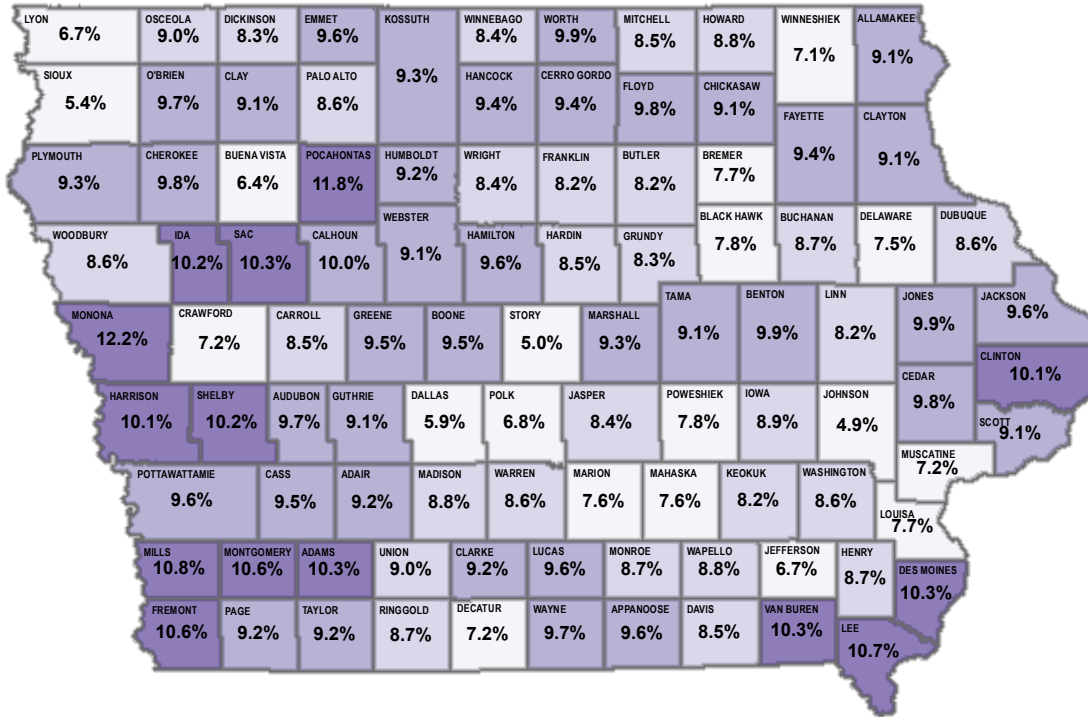 LYON
6.7%
OSCEOLA
9.0%
DICKINSON
8.3%
EMMET
9.6%
KOSSUTH
9.3%
WINNEBAGO
8.4%
WORTH
9.9%
MITCHELL
8.5%
HOWARD
8.8%
WINNESHIEK
7.1%
ALLAMAKEE
9.1%
SIOUX
5.4%
O'BRIEN
9.7%
CLAY
9.1%
PALO ALTO
8.6%
HANCOCK
9.4%
CERRO GORDO
9.4%
FLOYD
9.8%
CHICKASAW
9.1%
FAYETTE
9.4%
CLAYTON
9.1%
PLYMOUTH
9.3%
CHEROKEE
9.8%
BUENA VISTA
6.4%
POCAHONTAS
11.8%
HUMBOLDT
9.2%
WRIGHT
8.4%
FRANKLIN
8.2%
BUTLER
8.2%
BREMER
7.7%
WOODBURY
8.6%
IDA
10.2%
SAC
10.3%
CALHOUN
10.0%
WEBSTER
9.1%
HAMILTON
9.6%
HARDIN
8.5%
GRUNDY
8.3%
BLACK HAWK
7.8%
BUCHANAN
8.7%
DELAWARE
7.5%
DUBUQUE
8.6%
MONONA
12.2%
CRAWFORD
7.2%
CARROLL
8.5%
GREENE
9.5%
BOONE
9.5%
STORY
5.0%
MARSHALL
9.3%
TAMA
9.1%
BENTON
9.9%
LINN
8.2%
JONES
9.9%
JACKSON
9.6%
CLINTON
10.1%
HARRISON
10.1%
SHELBY
10.2%
AUDUBON
9.7%
GUTHRIE
9.1%
DALLAS
5.9%
POLK
6.8%
JASPER
8.4%
POWESHIEK
7.8%
IOWA
8.9%
JOHNSON
4.9%
CEDAR
9.8%
SCOTT
9.1%
MUSCATINE
7.2%
POTTAWATTAMIE
9.6%
CASS
9.5%
ADAIR
9.2%
MADISON
8.8%
WARREN
8.6%
MARION
7.6%
MAHASKA
7.6%
KEOKUK
8.2%
WASHINGTON
8.6%
LOUISA
7.7%
MILLS
10.8%
MONTGOMERY
10.6%
ADAMS
10.3%
UNION
9.0%
CLARKE
9.2%
LUCAS
9.6%
MONROE
8.7%
WAPELLO
8.8%
JEFFERSON
6.7%
HENRY
8.7%
DES MOINES
10.3%
FREMONT
10.6%
PAGE
9.2%
TAYLOR
9.2%
RINGGOLD
8.7%
DECATUR
7.2%
WAYNE
9.7%
APPANOOSE
9.6%
DAVIS
8.5%
VAN BUREN
10.3%
LEE
10.7%